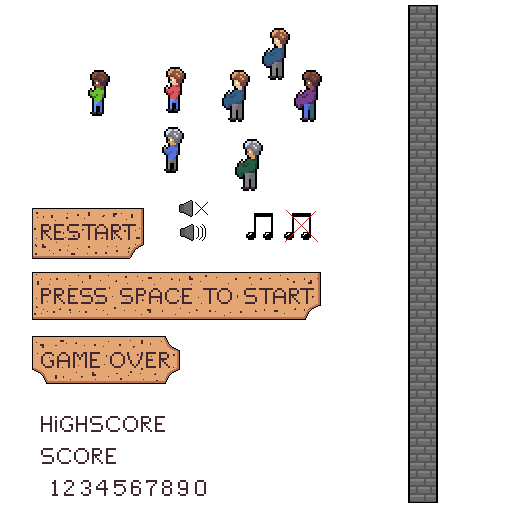 RESTART
PRESS SPACE TO START
GAME OVER
HiGHSCORE
SCORE
1234567890